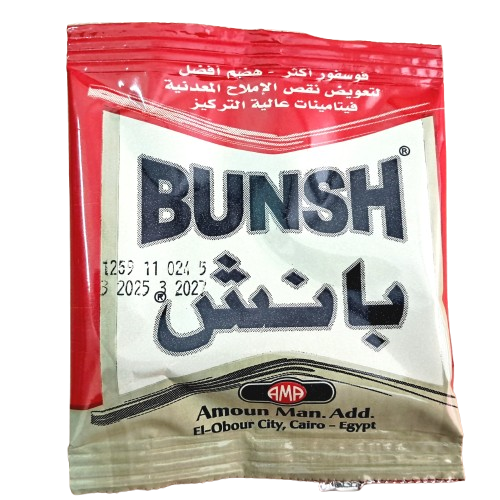 فوسفور أكثر - هضم أفضل
لتعويض نقص الإملاح المعدنية
فيتامينات عالية التركيز
BUNSH®
1259 11 024 5
3 2025 3 2027
بانش®
AMA
Amoun Man. Add.
El-Obour City, Cairo - Egypt